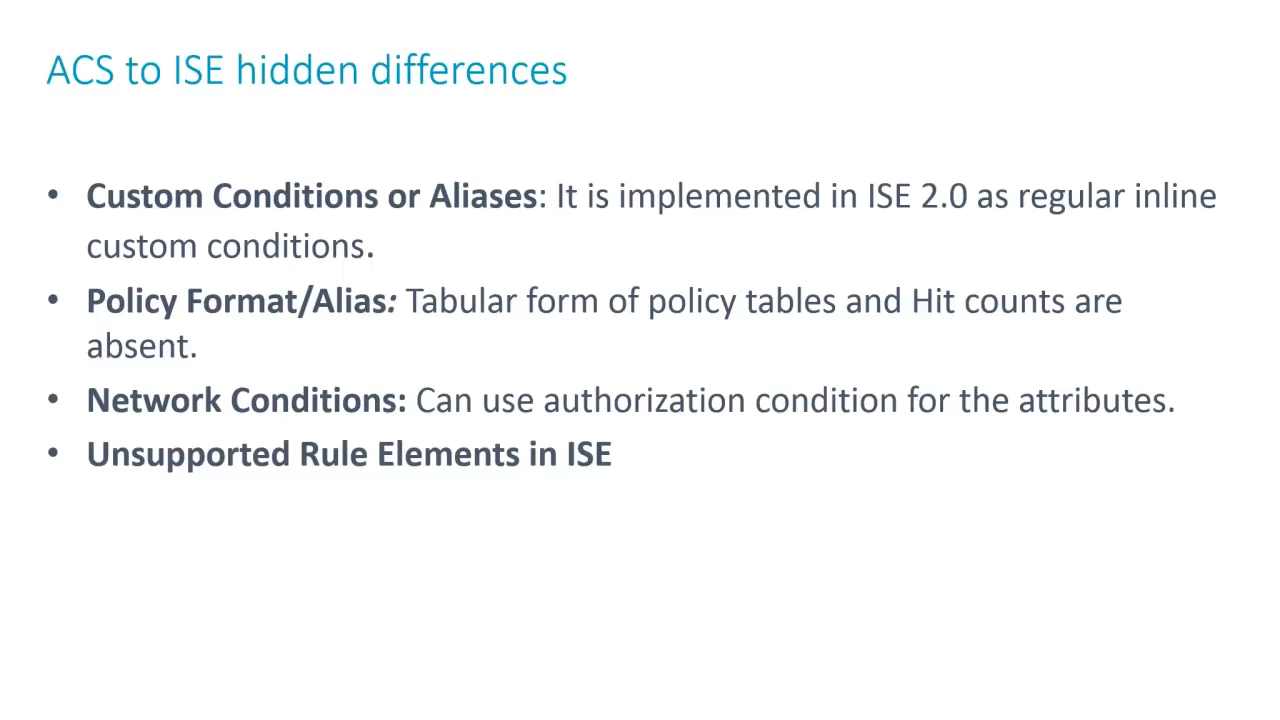 ACS to ISE hidden differences
• Custom Conditions or Aliases: It is implemented in ISE 2.0 as regular inline
custom conditions.
• Policy Format/Alias: Tabular form of policy tables and Hit counts are
absent.
• Network Conditions: Can use authorization condition for the attributes.
• Unsupported Rule Elements in ISE